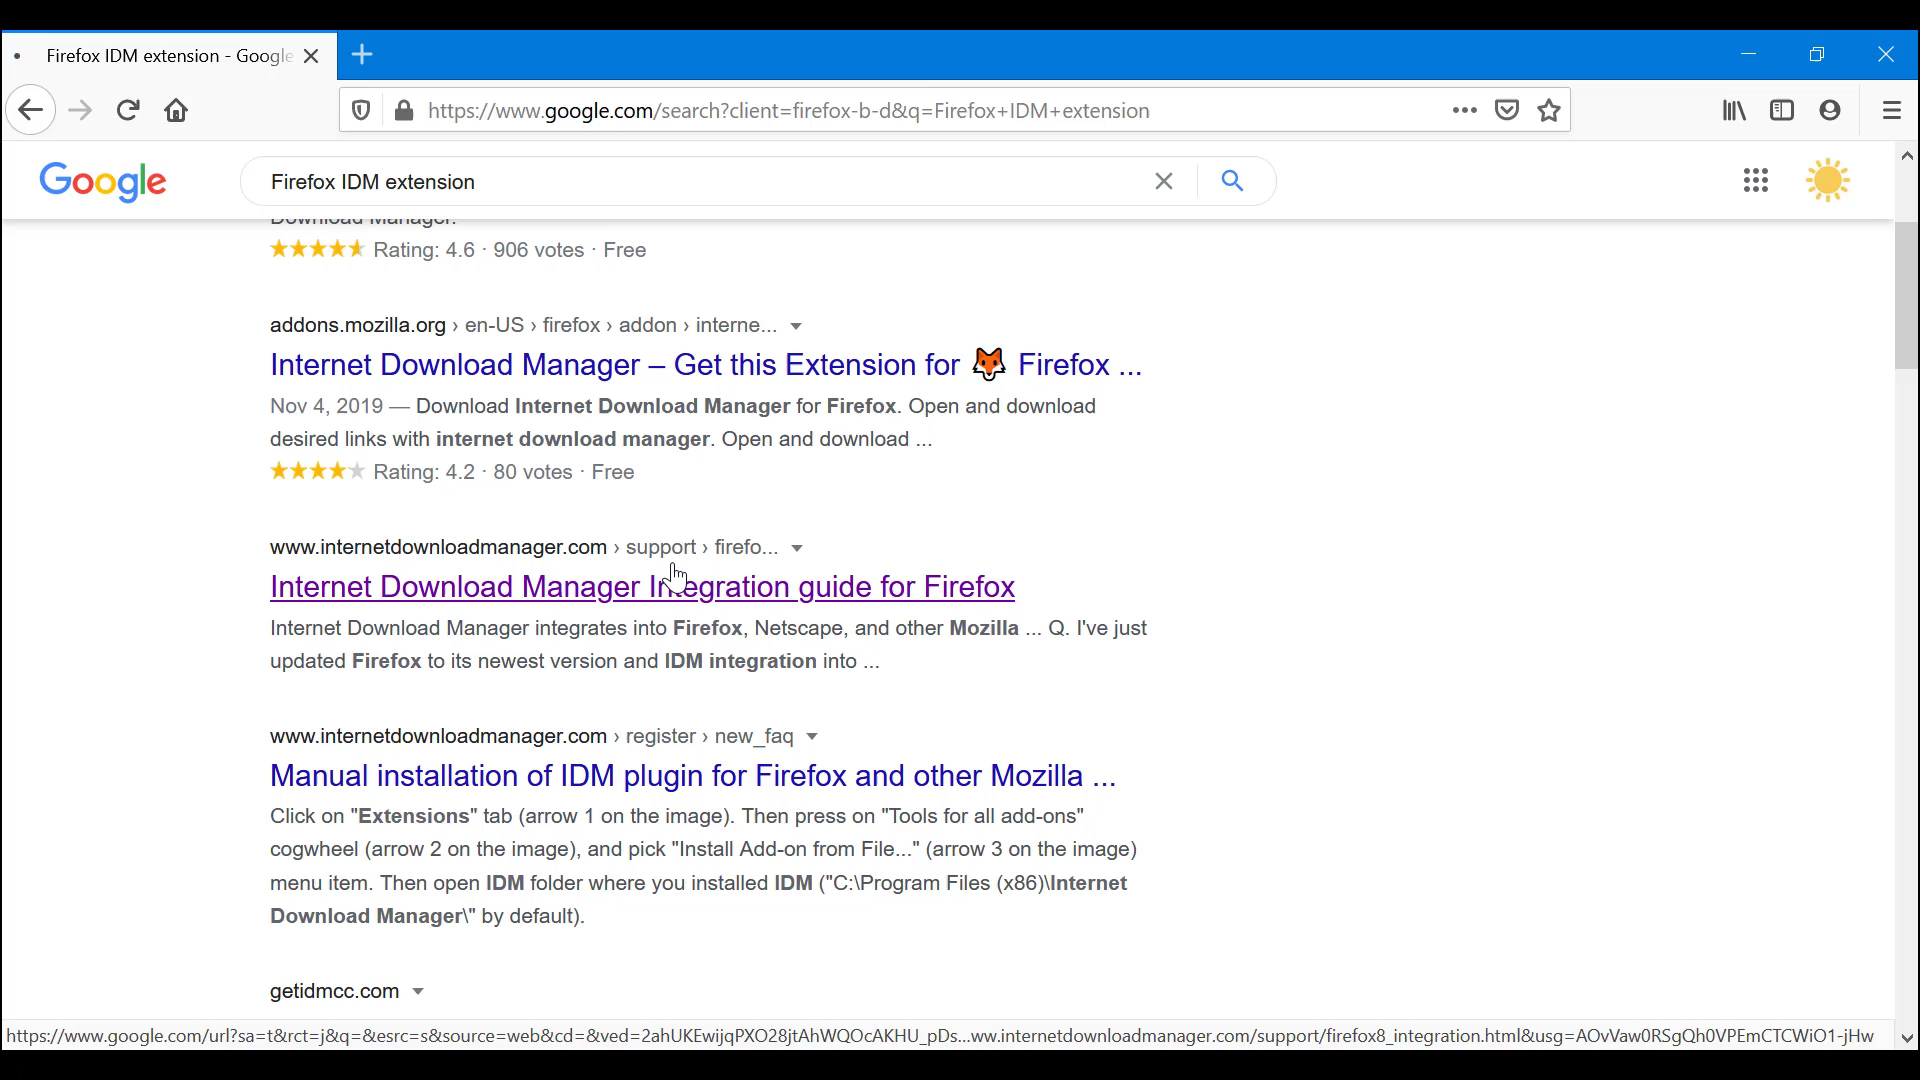 Firefox IDM extension - Google
https://www.google.com/search?client=firefox-b-d&q=Firefox+IDM+extension
Google
Firefox IDM extension
Download Manager.
Rating: 4.6 · 906 votes · Free
addons.mozilla.org › en-US › firefox › addon › interne...
Internet Download Manager – Get this Extension for 🦊 Firefox ...
Nov 4, 2019 — Download Internet Download Manager for Firefox. Open and download
desired links with internet download manager. Open and download ...
Rating: 4.2 · 80 votes · Free
www.internetdownloadmanager.com › support › firefo...
Internet Download Manager Integration guide for Firefox
Internet Download Manager integrates into Firefox, Netscape, and other Mozilla ... Q. I've just
updated Firefox to its newest version and IDM integration into ...
www.internetdownloadmanager.com › register › new_faq
Manual installation of IDM plugin for Firefox and other Mozilla ...
Click on "Extensions" tab (arrow 1 on the image). Then press on "Tools for all add-ons"
cogwheel (arrow 2 on the image), and pick "Install Add-on from File..." (arrow 3 on the image)
menu item. Then open IDM folder where you installed IDM ("C:\Program Files (x86)\Internet
Download Manager\" by default).
getidmcc.com
https://www.google.com/url?sa=t&rct=j&q=&esrc=s&source=web&cd=&ved=2ahUKEwijqPXO28jtAhWQOcAKHU_pDs...ww.internetdownloadmanager.com/support/firefox8_integration.html&usg=AOvVaw0RSgQh0VPEmCTCWiO1-jHw